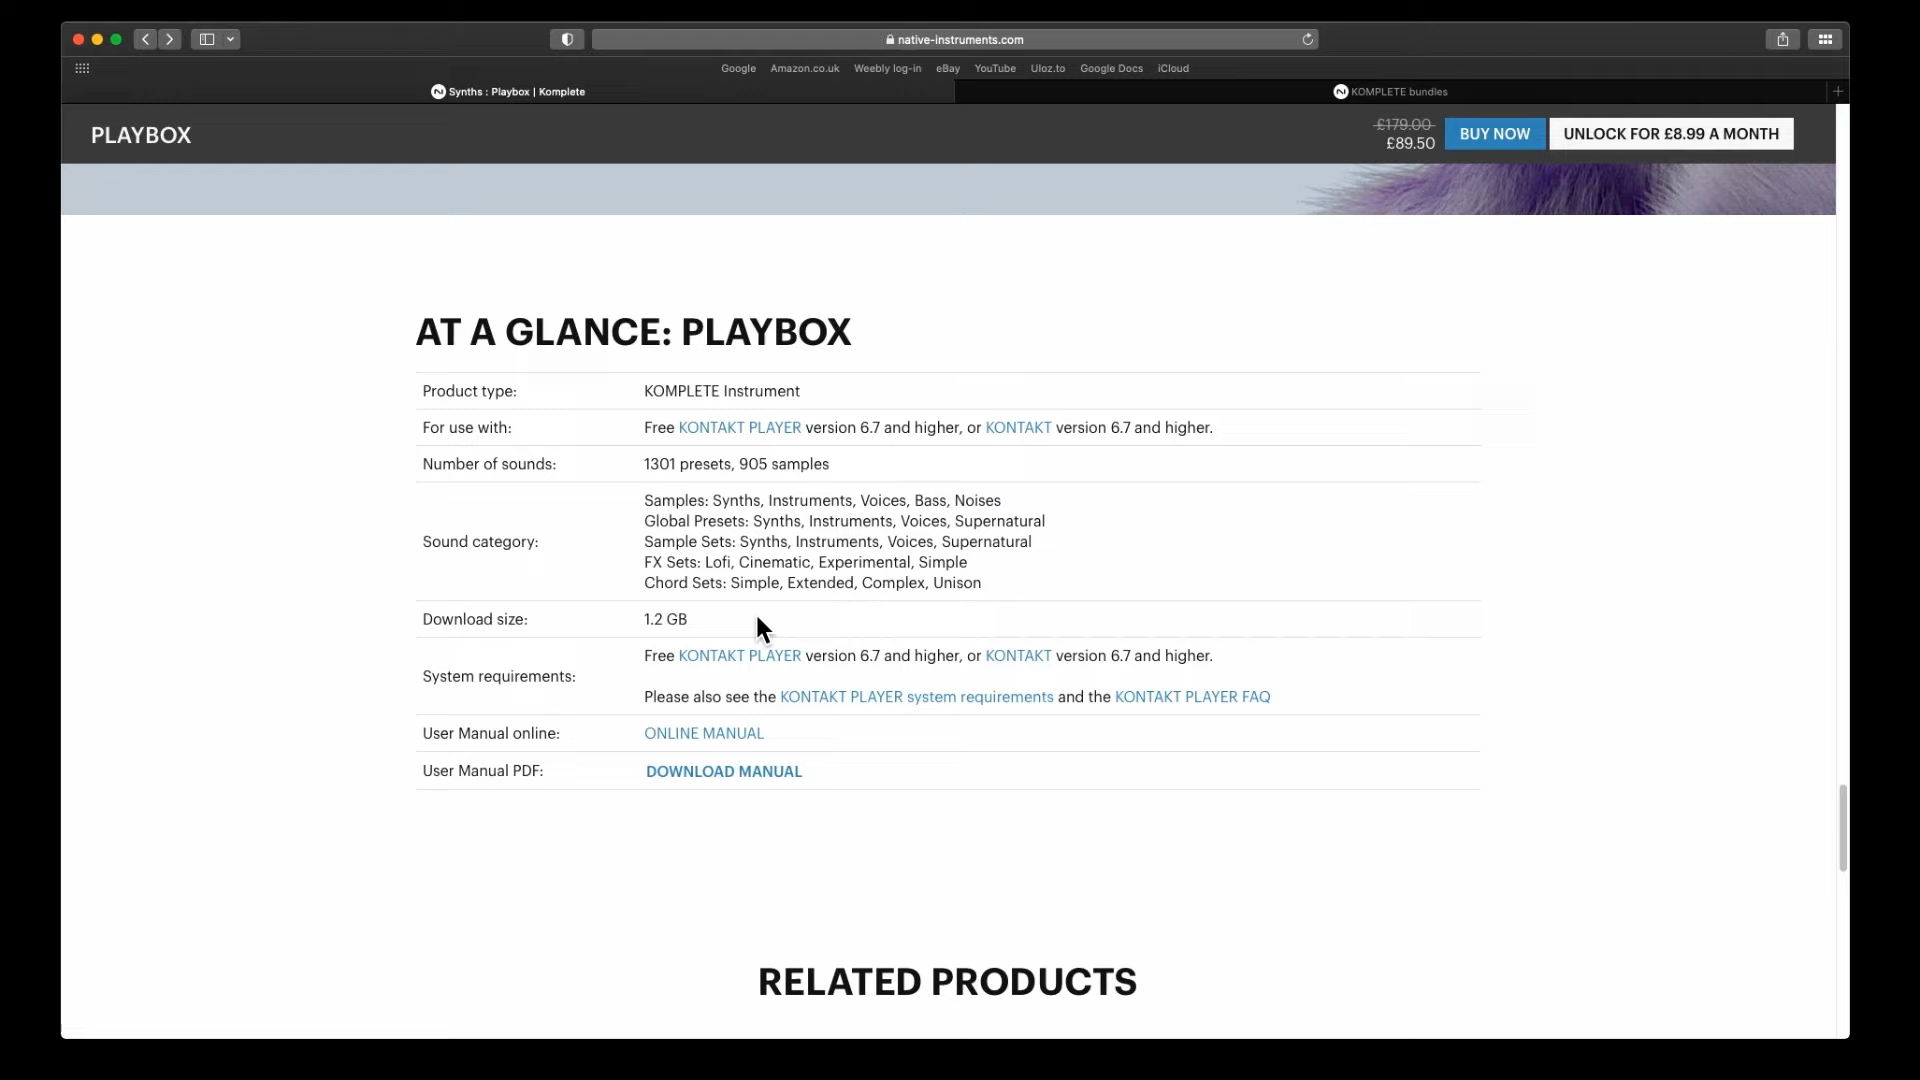 native-instruments.com
Google Amazon.co.uk Weebly log-in eBay YouTube Uloz.to Google Docs iCloud
Synths : Playbox | Komplete
KOMPLETE bundles
PLAYBOX
£179.00
£89.50
BUY NOW
UNLOCK FOR £8.99 A MONTH
AT A GLANCE: PLAYBOX
Product type: KOMPLETE Instrument
For use with: Free KONTAKT PLAYER version 6.7 and higher, or KONTAKT version 6.7 and higher.
Number of sounds: 1301 presets, 905 samples
Sound category:
Samples: Synths, Instruments, Voices, Bass, Noises
Global Presets: Synths, Instruments, Voices, Supernatural
Sample Sets: Synths, Instruments, Voices, Supernatural
FX Sets: Lofi, Cinematic, Experimental, Simple
Chord Sets: Simple, Extended, Complex, Unison
Download size: 1.2 GB
System requirements:
Free KONTAKT PLAYER version 6.7 and higher, or KONTAKT version 6.7 and higher.
Please also see the KONTAKT PLAYER system requirements and the KONTAKT PLAYER FAQ
User Manual online: ONLINE MANUAL
User Manual PDF: DOWNLOAD MANUAL
RELATED PRODUCTS